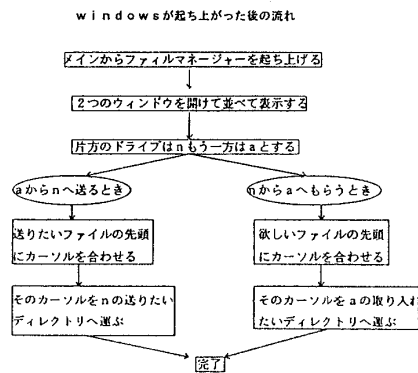 ｗｉｎｄｏｗｓが起ち上がった後の流れ
メインからファィルマネージャーを起ち上げる
２つのウィンドウを開けて並べて表示する
片方のドライブはｎもう一方はａとする
ａからｎへ送るとき
ｎからａへもらうとき
送りたいファイルの先頭
にカーソルを合わせる
欲しいファイルの先頭
にカーソルを合わせる
そのカーソルをｎの送りたい
ディレクトリへ運ぶ
そのカーソルをａの取り入れ
たいディレクトリへ運ぶ
完了